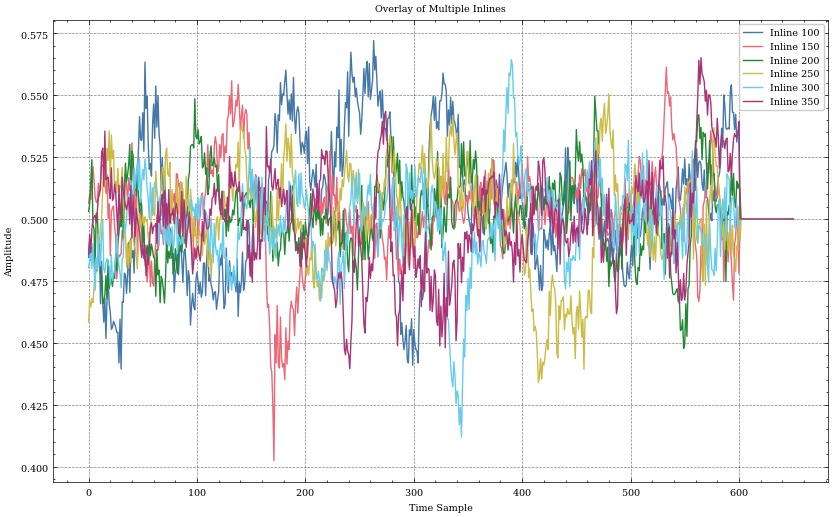 Overlay of Multiple Inlines
Inline 100
Inline 150
Inline 200
Inline 250
Inline 300
Inline 350
0.575
0.550
0.525
0.500
0.475
0.450
0.425
0.400
Amplitude
0
100
200
300
400
500
600
Time Sample